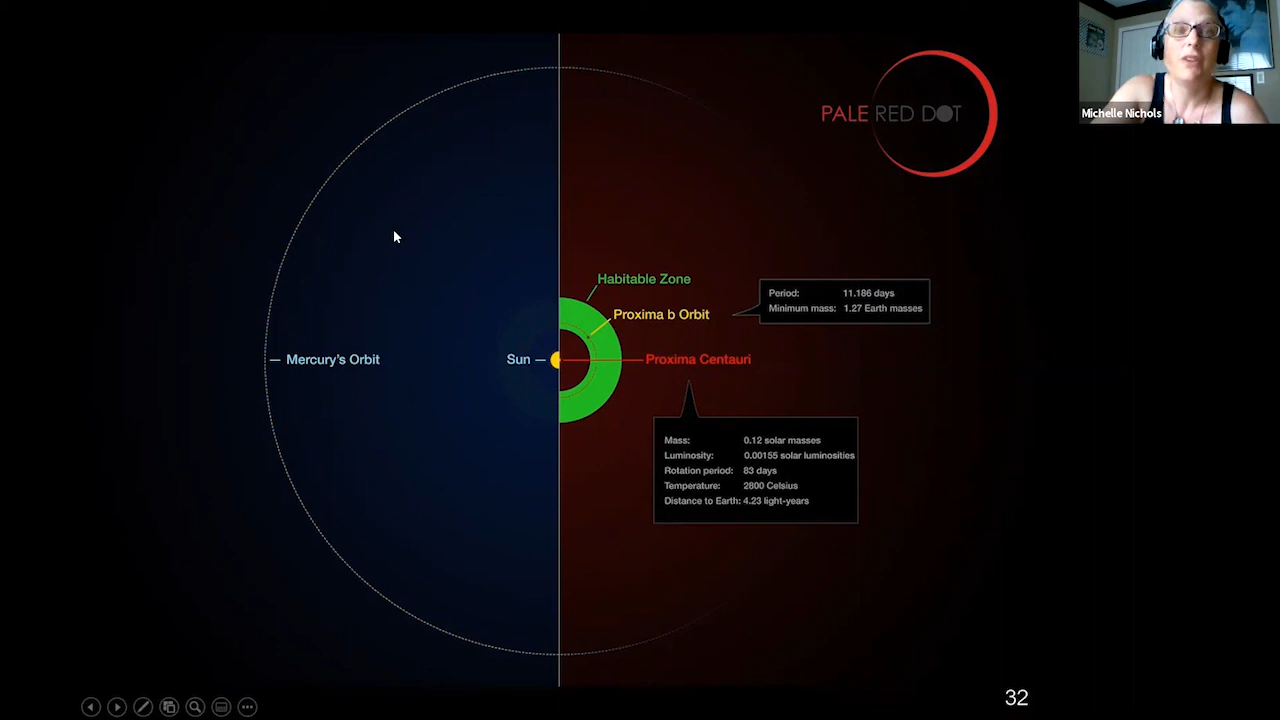 PALE RED DOT
Michelle Nichols
Habitable Zone
Proxima b Orbit
Period: 11.186 days
Minimum mass: 1.27 Earth masses
Mercury's Orbit
Sun
Proxima Centauri
Mass: 0.12 solar masses
Luminosity: 0.00155 solar luminosities
Rotation period: 83 days
Temperature: 2800 Celsius
Distance to Earth: 4.23 light-years
32